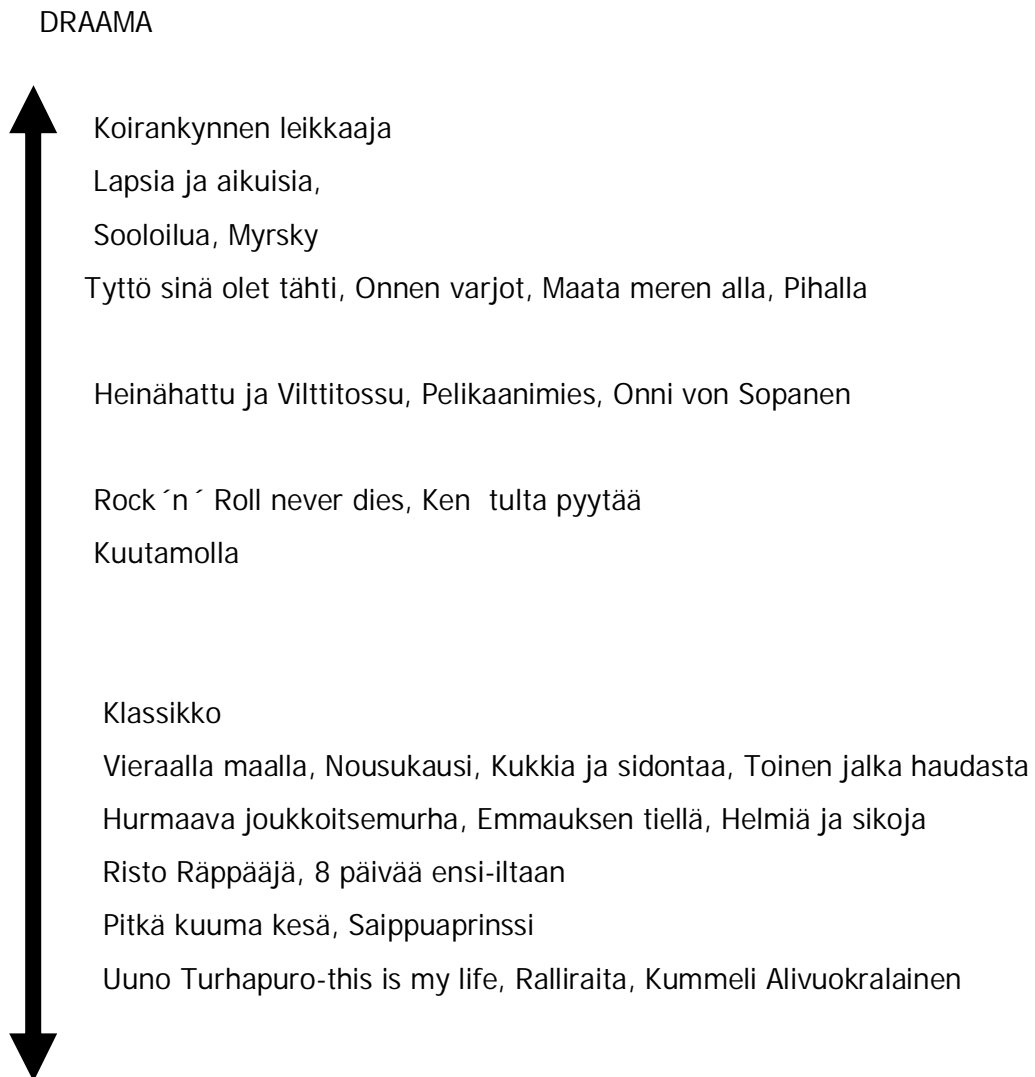 DRAAMA
Koirankynnen leikkaaja
Lapsia ja aikuisia,
Sooloilua, Myrsky
Tyttö sinä olet tähti, Onnen varjot, Maata meren alla, Pihalla
Heinähattu ja Vilttitossu, Pelikaanimies, Onni von Sopanen
Rock ´n´ Roll never dies, Ken  tulta pyytää
Kuutamolla
Klassikko
Vieraalla maalla, Nousukausi, Kukkia ja sidontaa, Toinen jalka haudasta
Hurmaava joukkoitsemurha, Emmauksen tiellä, Helmiä ja sikoja
Risto Räppääjä, 8 päivää ensi-iltaan
Pitkä kuuma kesä, Saippuaprinssi
Uuno Turhapuro-this is my life, Ralliraita, Kummeli Alivuokralainen